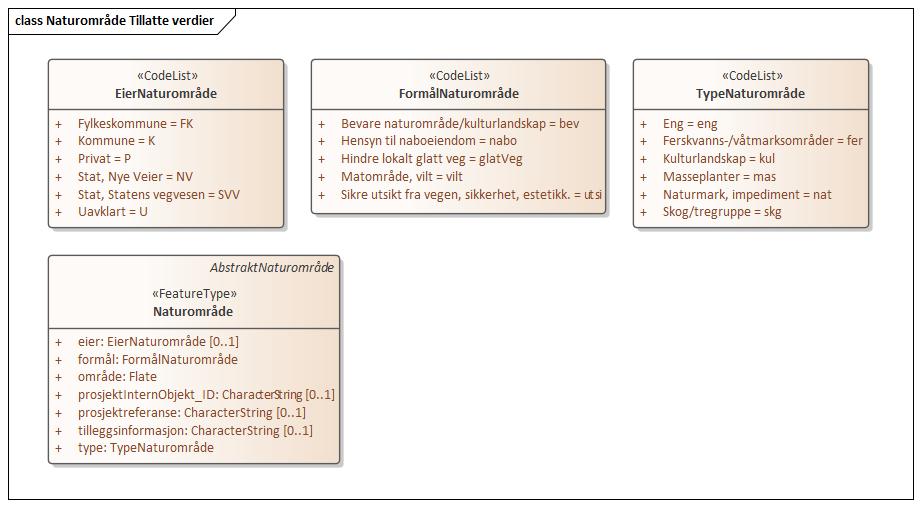 class Naturområde Tillatte verdier
«CodeList»
EierNaturområde
+ Fylkeskommune = FK
+ Kommune = K
+ Privat = P
+ Stat, Nye Veier = NV
+ Stat, Statens vegvesen = SVV
+ Uavklart = U
«CodeList»
FormålNaturområde
+ Bevare naturområde/kulturlandskap = bev
+ Hensyn til naboeiendom = nabo
+ Hindre lokalt glatt veg = glatVeg
+ Matområde, vilt = vilt
+ Sikre utsikt fra vegen, sikkerhet, estetikk. = utsi
«CodeList»
TypeNaturområde
+ Eng = eng
+ Ferskvanns-/våtmarksområder = fer
+ Kulturlandskap = kul
+ Masseplanter = mas
+ Naturmark, impediment = nat
+ Skog/tregruppe = skg
AbstraktNaturområde
«FeatureType»
Naturområde
+ eier: EierNaturområde [0..1]
+ formål: FormålNaturområde
+ område: Flate
+ prosjektInternObjekt_ID: CharacterString [0..1]
+ prosjektreferanse: CharacterString [0..1]
+ tilleggsinformasjon: CharacterString [0..1]
+ type: TypeNaturområde